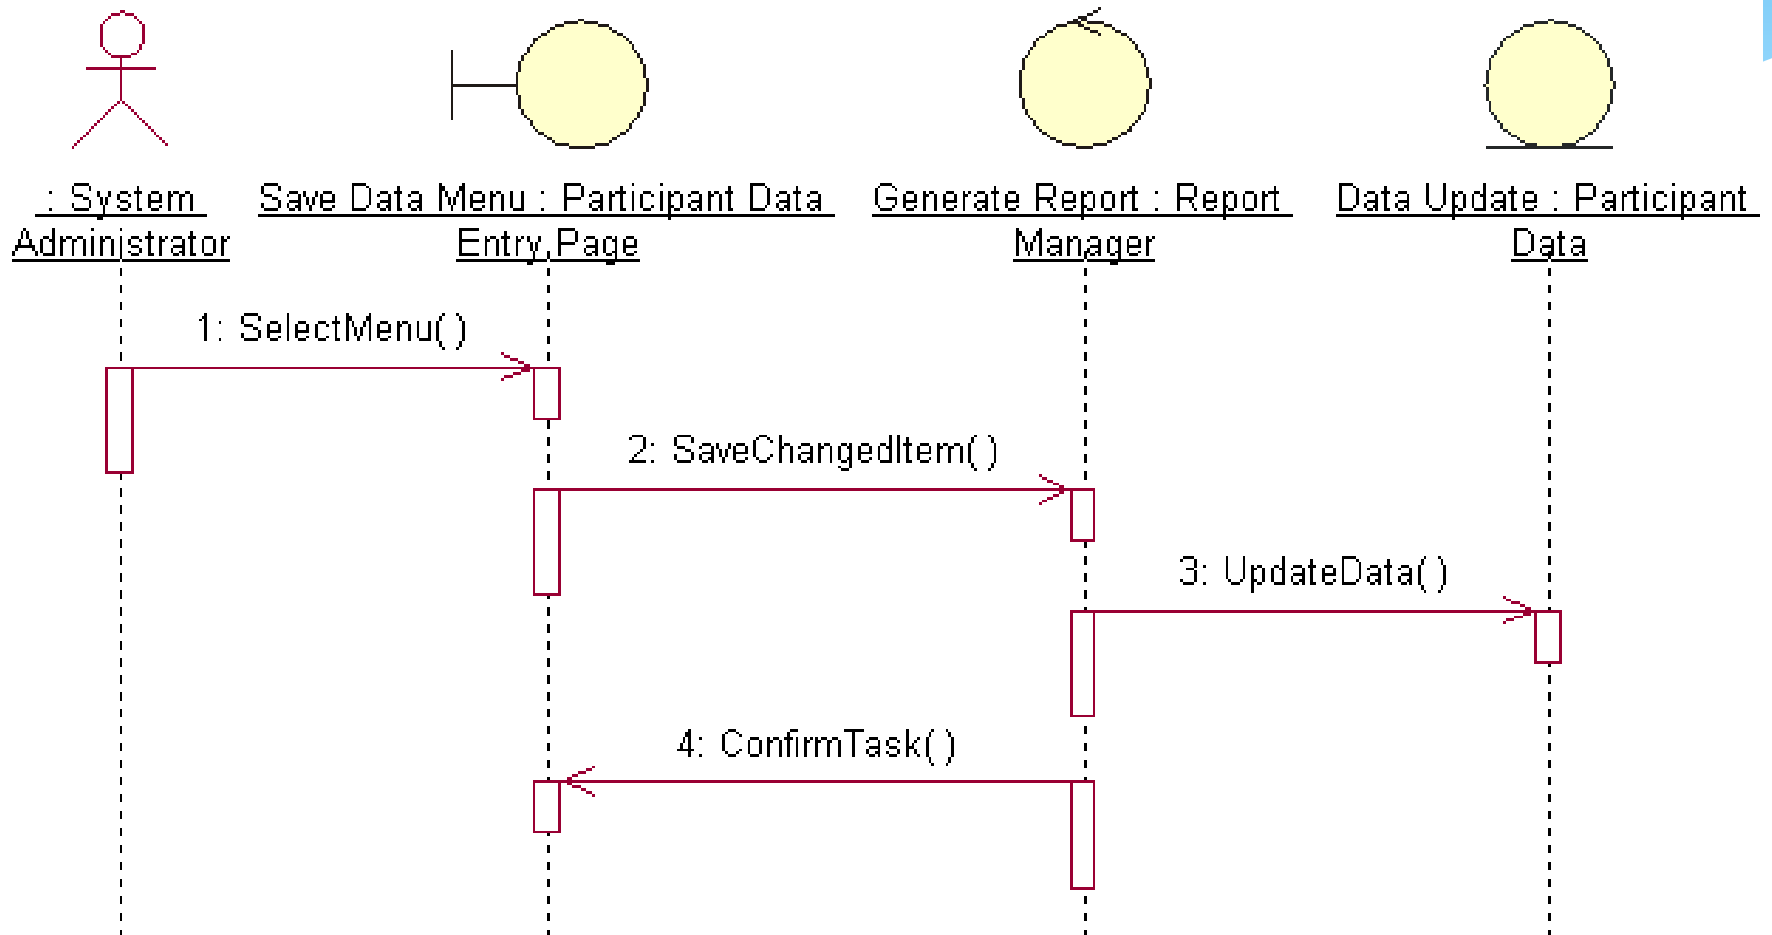 : System
Administrator
Save Data Menu : Participant Data
Entry Page
Generate Report : Report
Manager
Data Update : Participant
Data
1: SelectMenu( )
2: SaveChangedItem( )
3: UpdateData( )
4: ConfirmTask( )